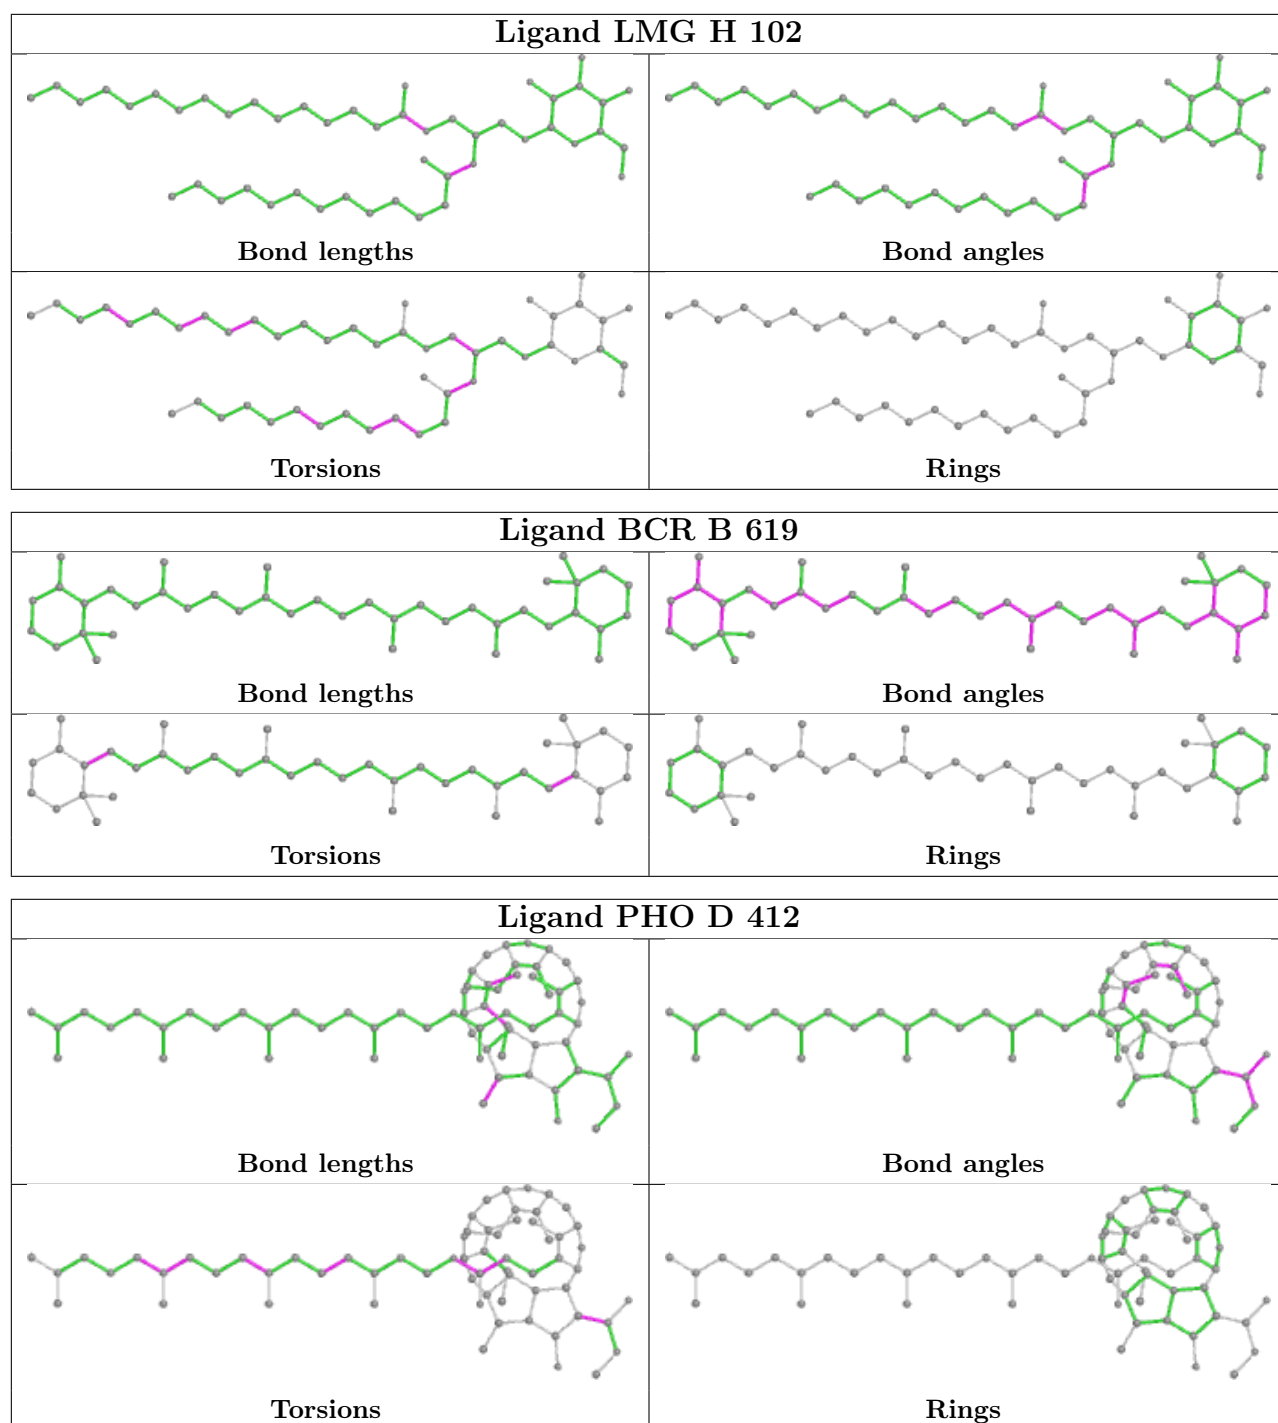 Ligand LMG H 102
Bond lengths
Bond angles
Torsions
Rings
Ligand BCR B 619
Bond lengths
Bond angles
Torsions
Rings
Ligand PHO D 412
Bond lengths
Bond angles
Torsions
Rings